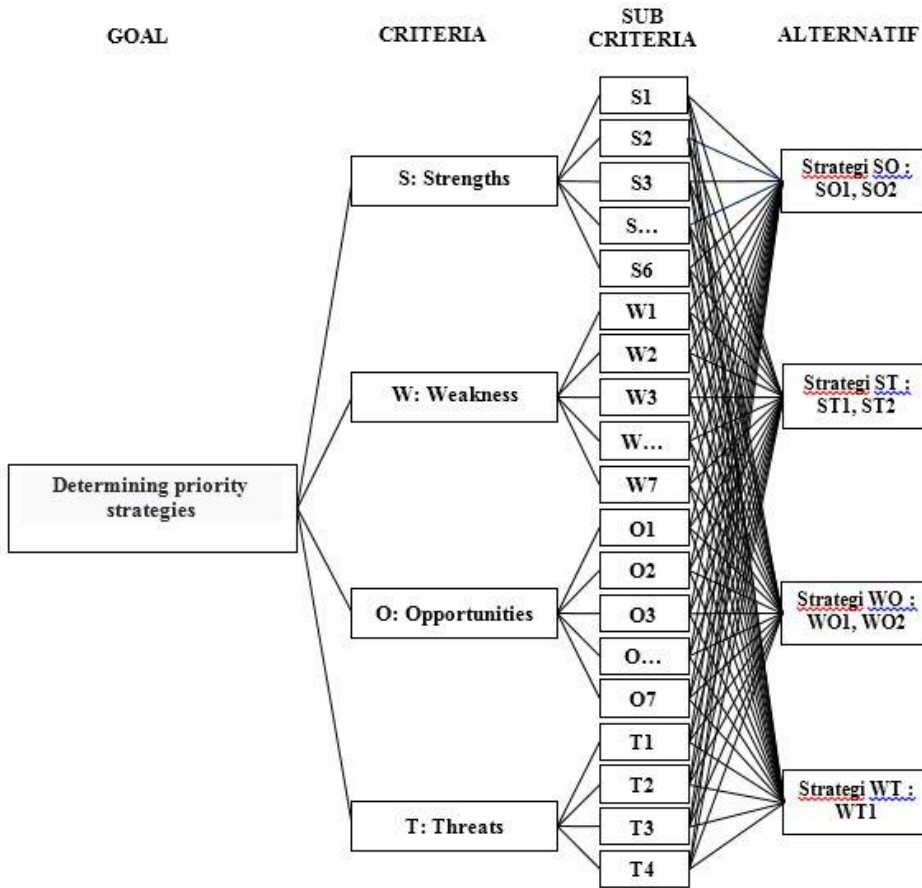 GOAL
CRITERIA
SUB
CRITERIA
ALTERNATIF
Determining priority
strategies
S: Strengths
W: Weakness
O: Opportunities
T: Threats
S1
S2
S3
S...
S6
W1
W2
W3
W...
W7
O1
O2
O3
O...
O7
T1
T2
T3
T4
Strategi SO :
SO1, SO2
Strategi ST :
ST1, ST2
Strategi WO :
WO1, WO2
Strategi WT :
WT1